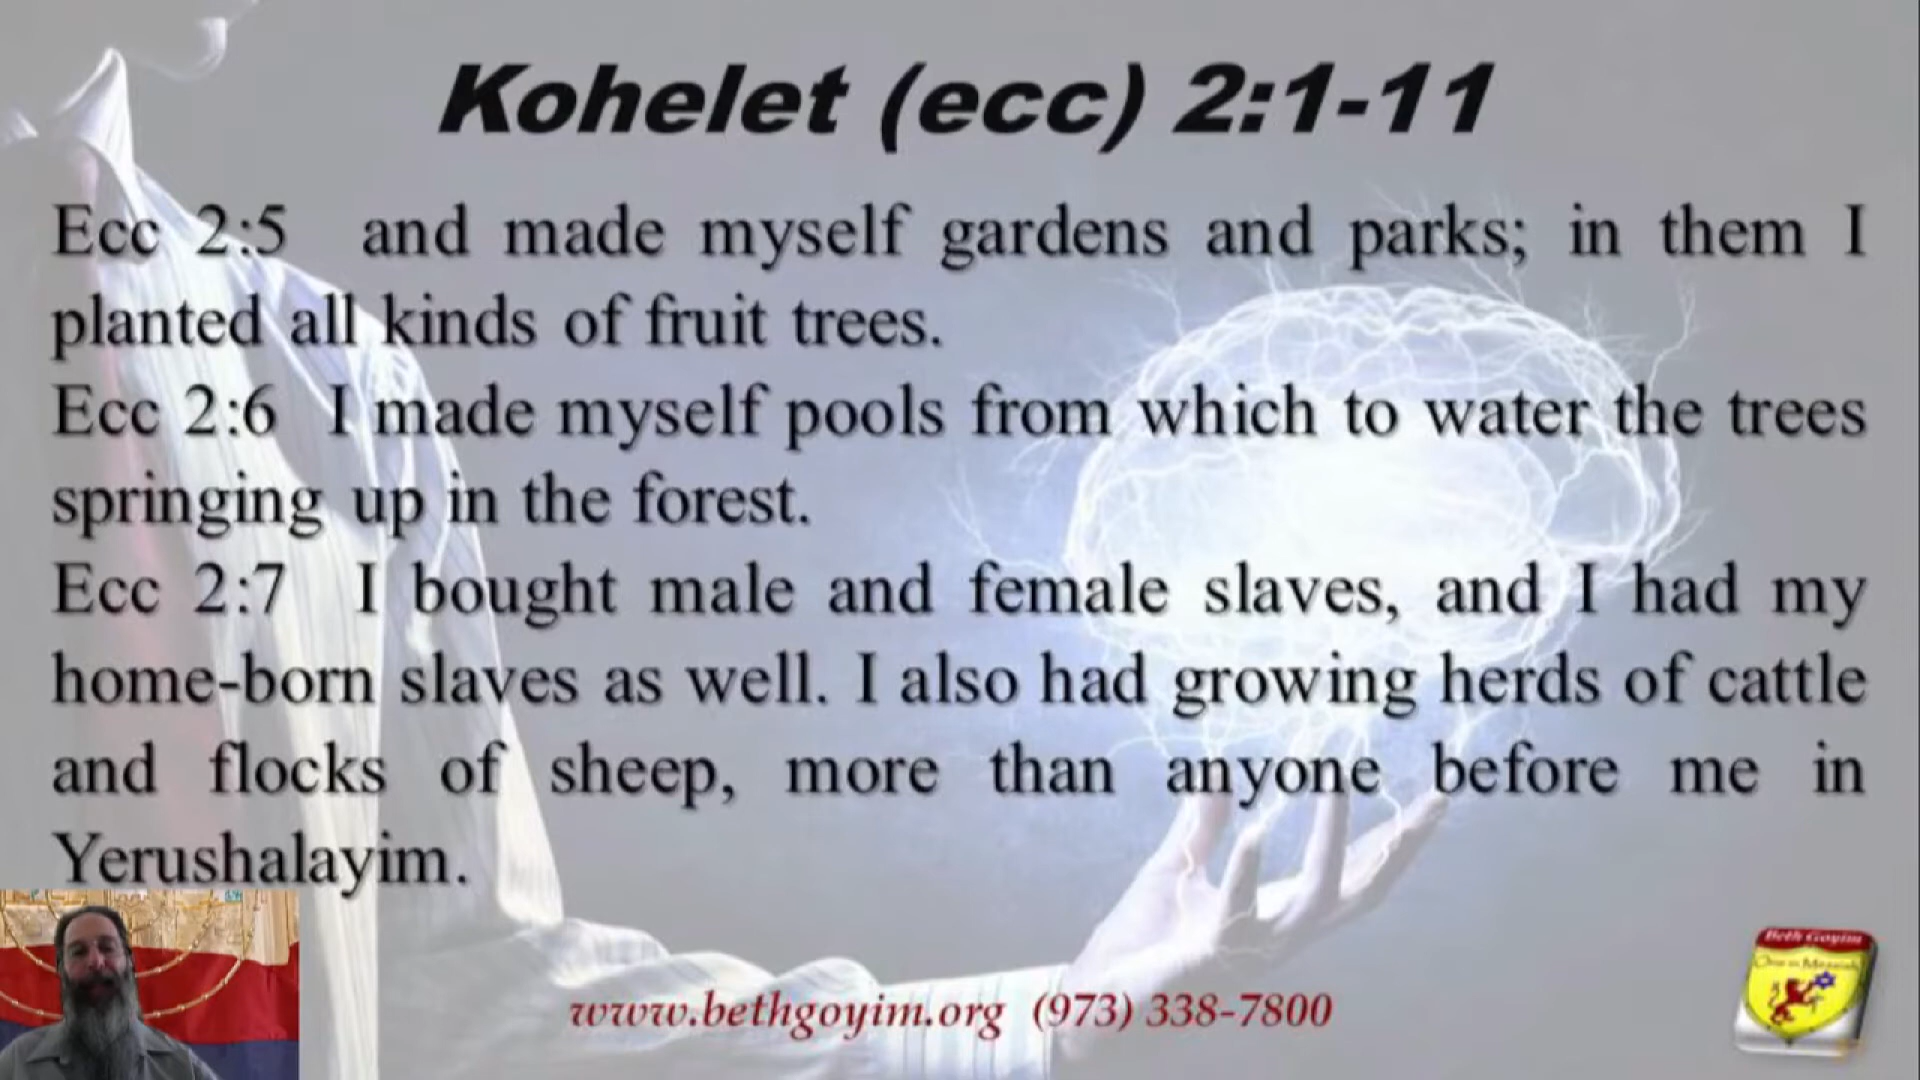 Kohelet (ecc) 2:1-11
Ecc 2:5 and made myself gardens and parks; in them I
planted all kinds of fruit trees.
Ecc 2:6 I made myself pools from which to water the trees
springing up in the forest.
Ecc 2:7 I bought male and female slaves, and I had my
home-born slaves as well. I also had growing herds of cattle
and flocks of sheep, more than anyone before me in
Yerushalayim.
www.bethgoyim.org (973) 338-7800
Beth Goyim
One in Messiah